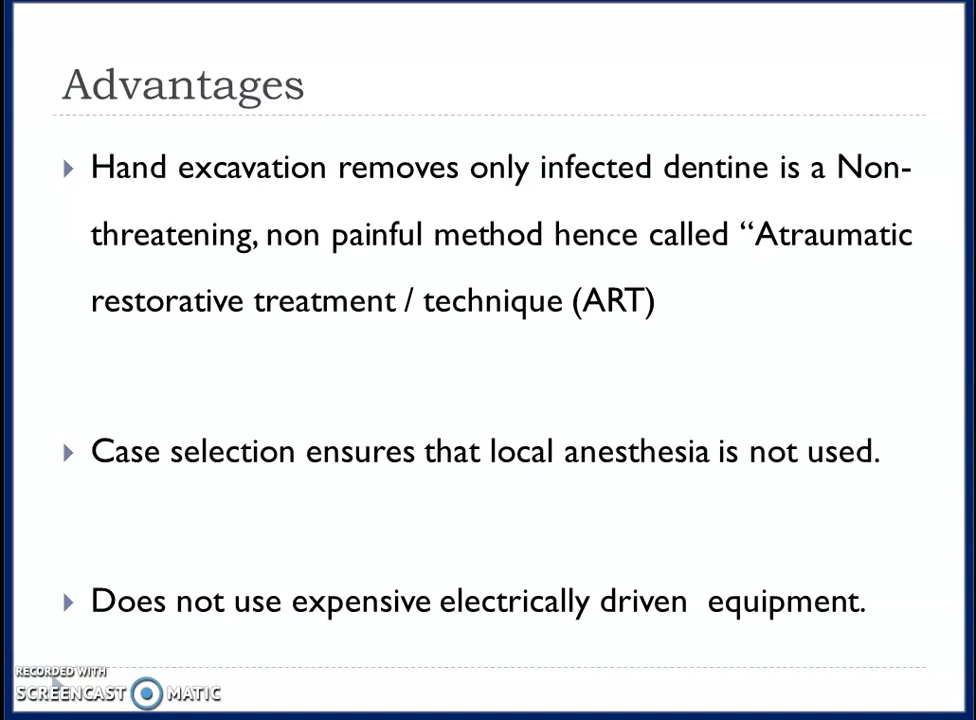 Advantages
Hand excavation removes only infected dentine is a Non-
threatening, non painful method hence called “Atraumatic
restorative treatment / technique (ART)
Case selection ensures that local anesthesia is not used.
Does not use expensive electrically driven equipment.
RECORDED WITH
SCREENCAST MATIC